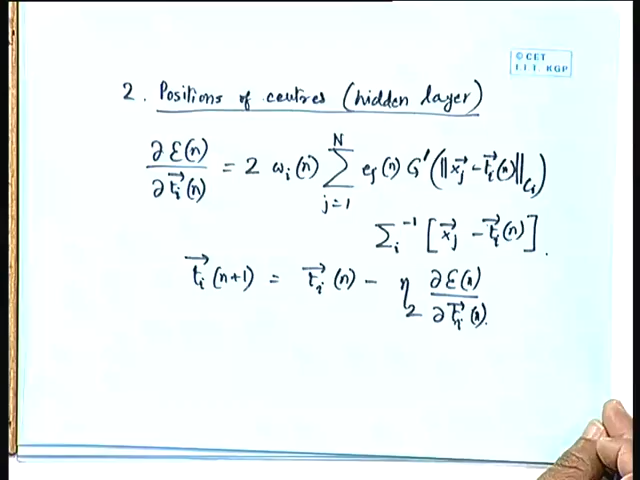 © CET
I.I.T. KGP
2. Positions of centres (hidden layer)
∂ℰ(n)/∂t⃗ᵢ(n) = 2 wᵢ(n) Σ_{j=1}^{N} eⱼ(n) G'(‖x⃗ⱼ - t⃗ᵢ(n)‖_{Cᵢ})
Σᵢ⁻¹ [x⃗ⱼ - t⃗ᵢ(n)].
t⃗ᵢ(n+1) = t⃗ᵢ(n) - η₂ ∂ℰ(n)/∂t⃗ᵢ(n).